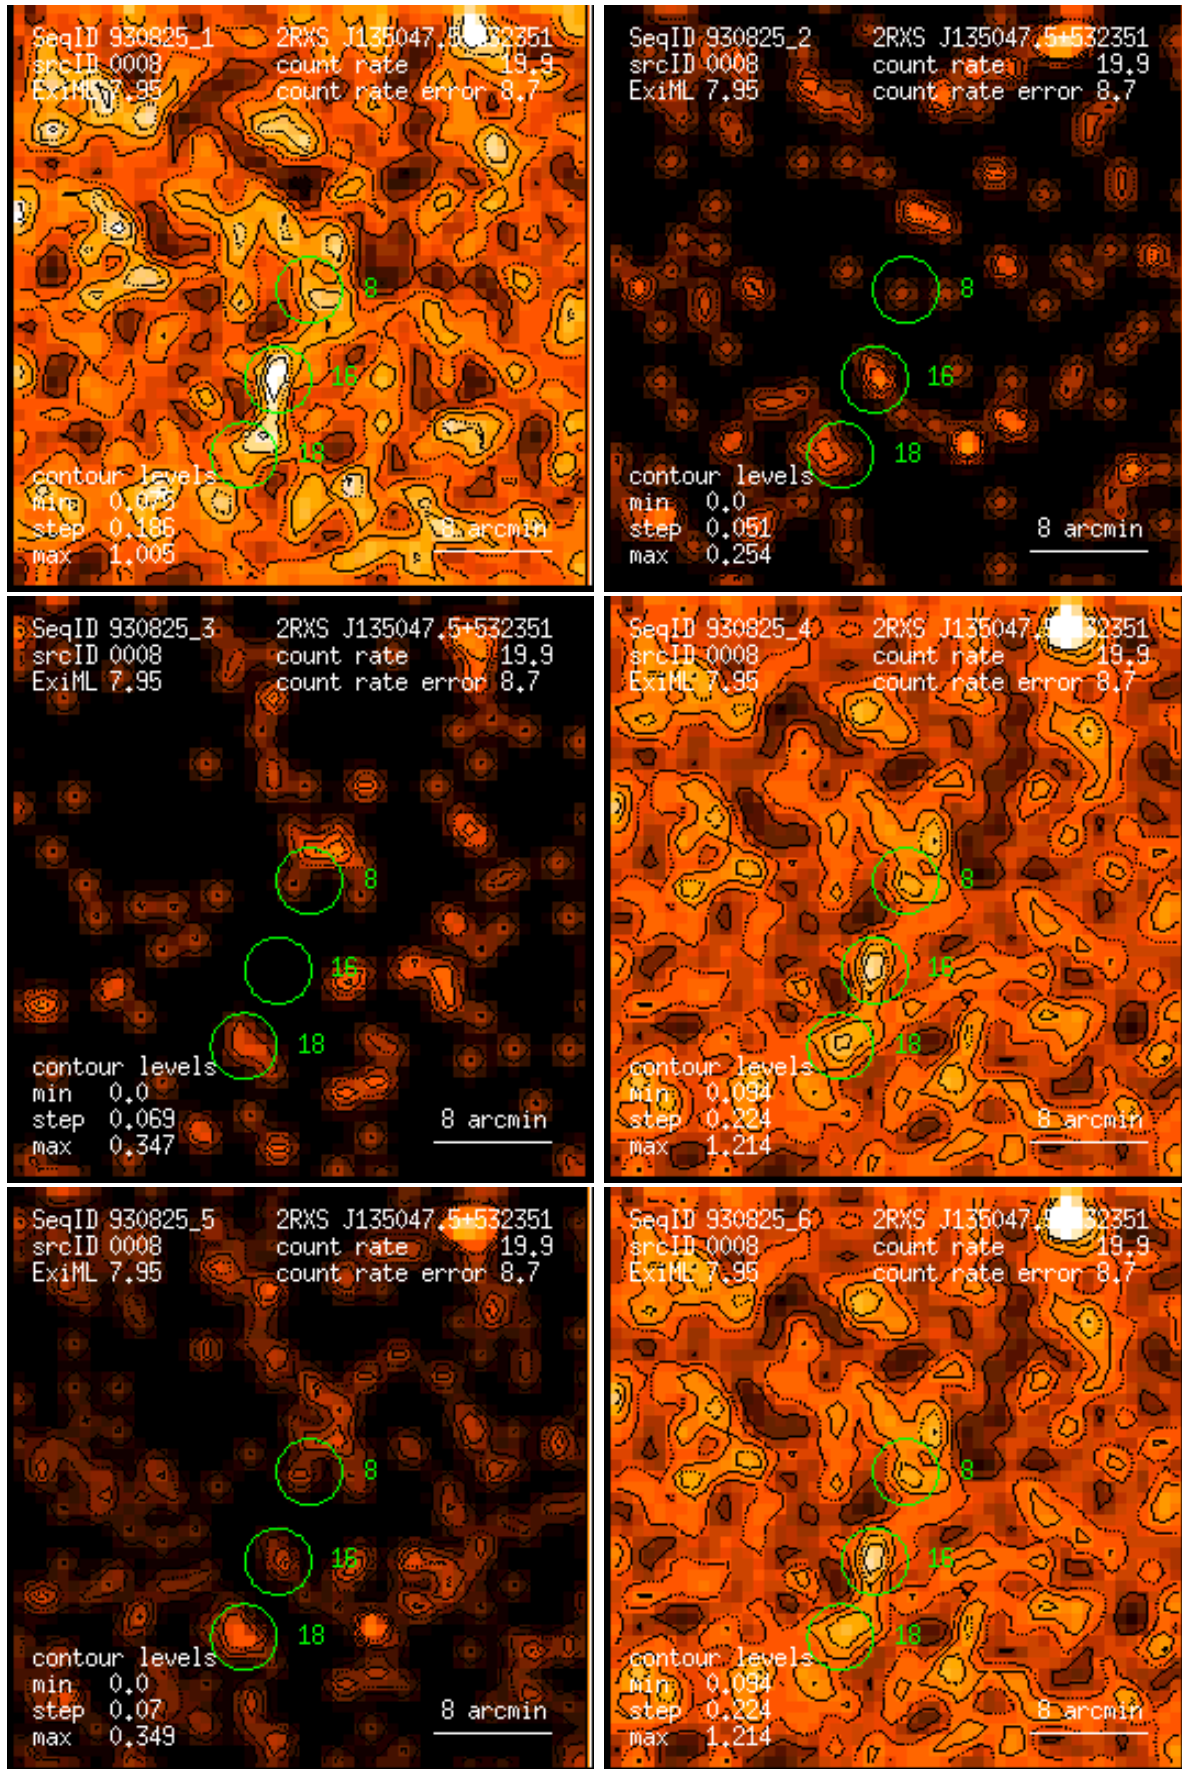 SeqID 930825_1 2RXS J135047.5+532351
srcID 0008 count rate 19.9
ExiML 7.95 count rate error 8.7
8
16
18
contour levels
min 0.075
step 0.186 8 arcmin
max 1.005
SeqID 930825_2 2RXS J135047.5+532351
srcID 0008 count rate 19.9
ExiML 7.95 count rate error 8.7
8
16
18
contour levels
min 0.0
step 0.051 8 arcmin
max 0.254
SeqID 930825_3 2RXS J135047.5+532351
srcID 0008 count rate 19.9
ExiML 7.95 count rate error 8.7
8
16
18
contour levels
min 0.0
step 0.069 8 arcmin
max 0.347
SeqID 930825_4 2RXS J135047.5+532351
srcID 0008 count rate 19.9
ExiML 7.95 count rate error 8.7
8
16
18
contour levels
min 0.094
step 0.224 8 arcmin
max 1.214
SeqID 930825_5 2RXS J135047.5+532351
srcID 0008 count rate 19.9
ExiML 7.95 count rate error 8.7
8
16
18
contour levels
min 0.0
step 0.07 8 arcmin
max 0.349
SeqID 930825_6 2RXS J135047.5+532351
srcID 0008 count rate 19.9
ExiML 7.95 count rate error 8.7
8
16
18
contour levels
min 0.094
step 0.224 8 arcmin
max 1.214